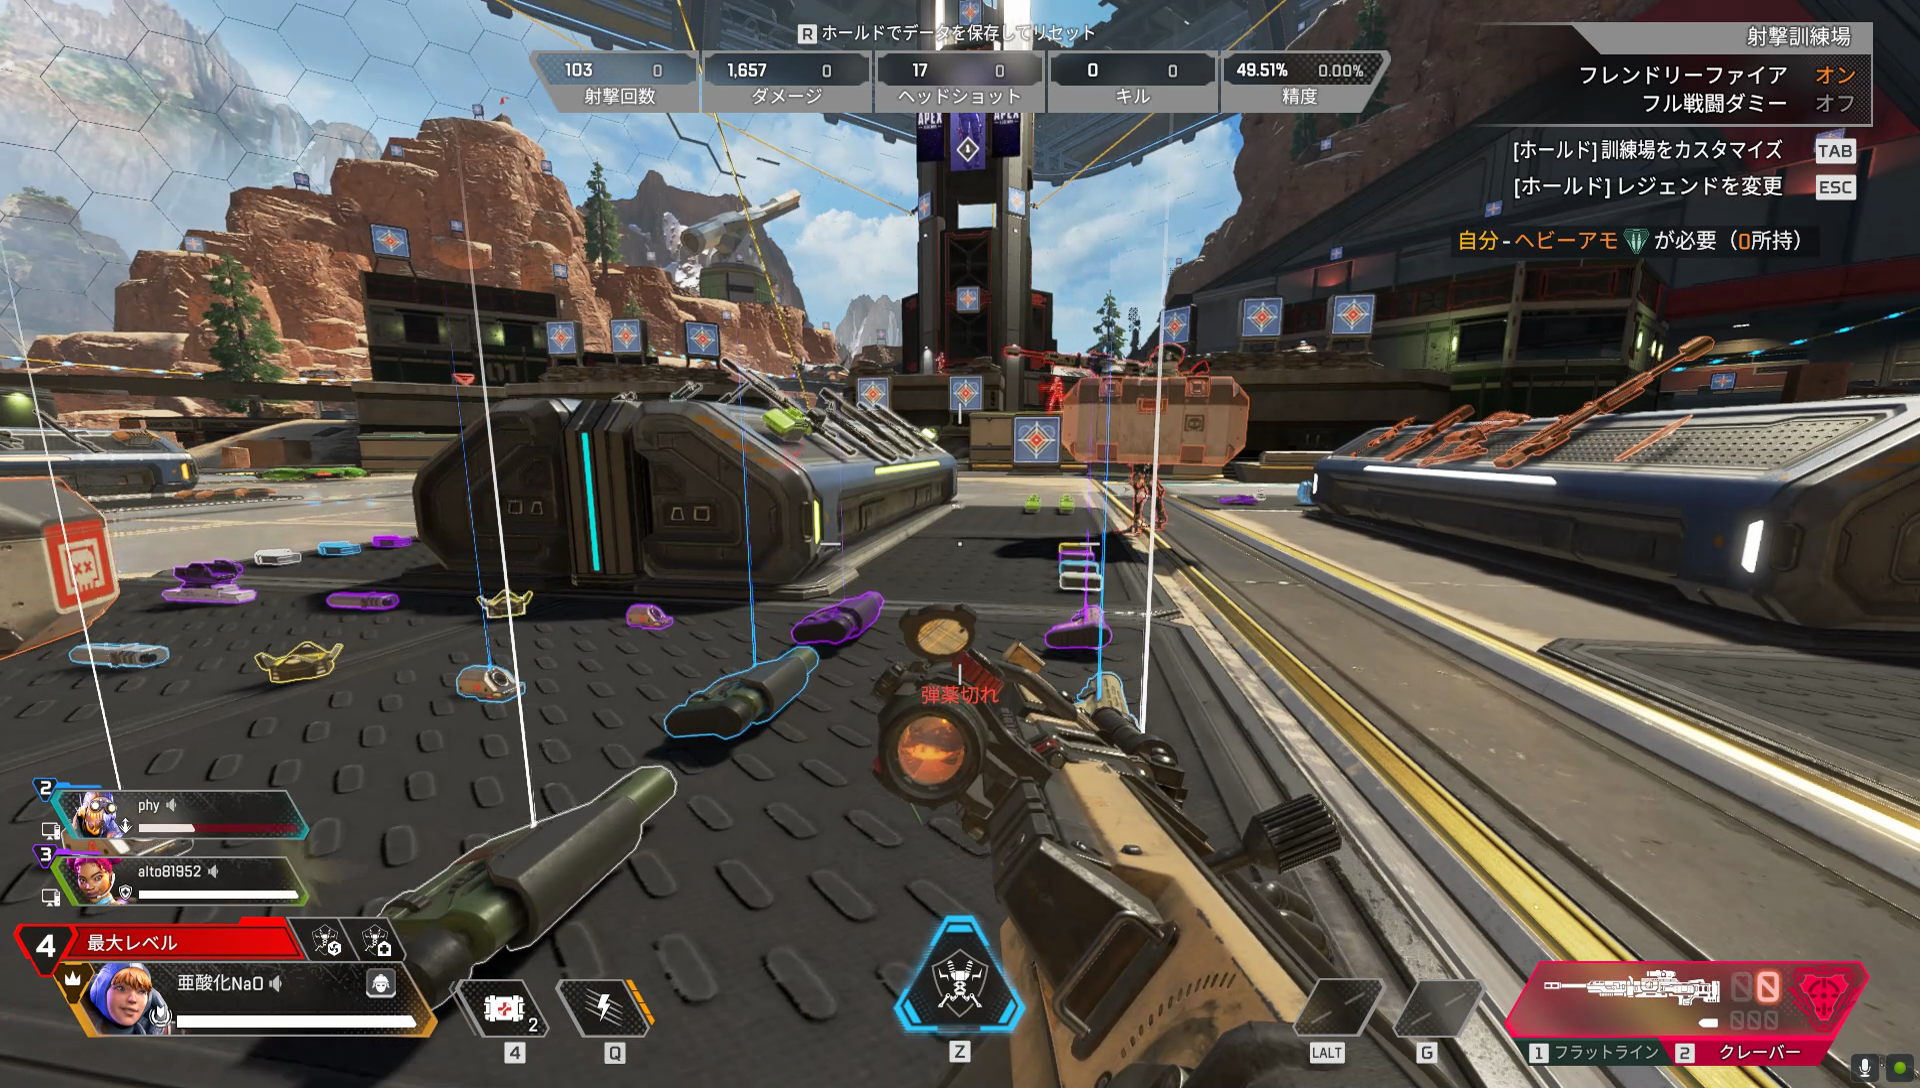 R ホールドでデータを保存してリセット
103 0 1,657 0 17 0 0 0 49.51% 0.00%
射撃回数 ダメージ ヘッドショット キル 精度
射撃訓練場
フレンドリーファイア オン
フル戦闘ダミー オフ
[ホールド] 訓練場をカスタマイズ TAB
[ホールド] レジェンドを変更 ESC
自分 - ヘビーアモ が必要 (0所持)
APEX APEX
01
弾薬切れ
2 phy
3 alto81952
4 最大レベル
亜酸化NaO
2
4 Q Z LALT G
0
1 フラットライン 2 クレーバー